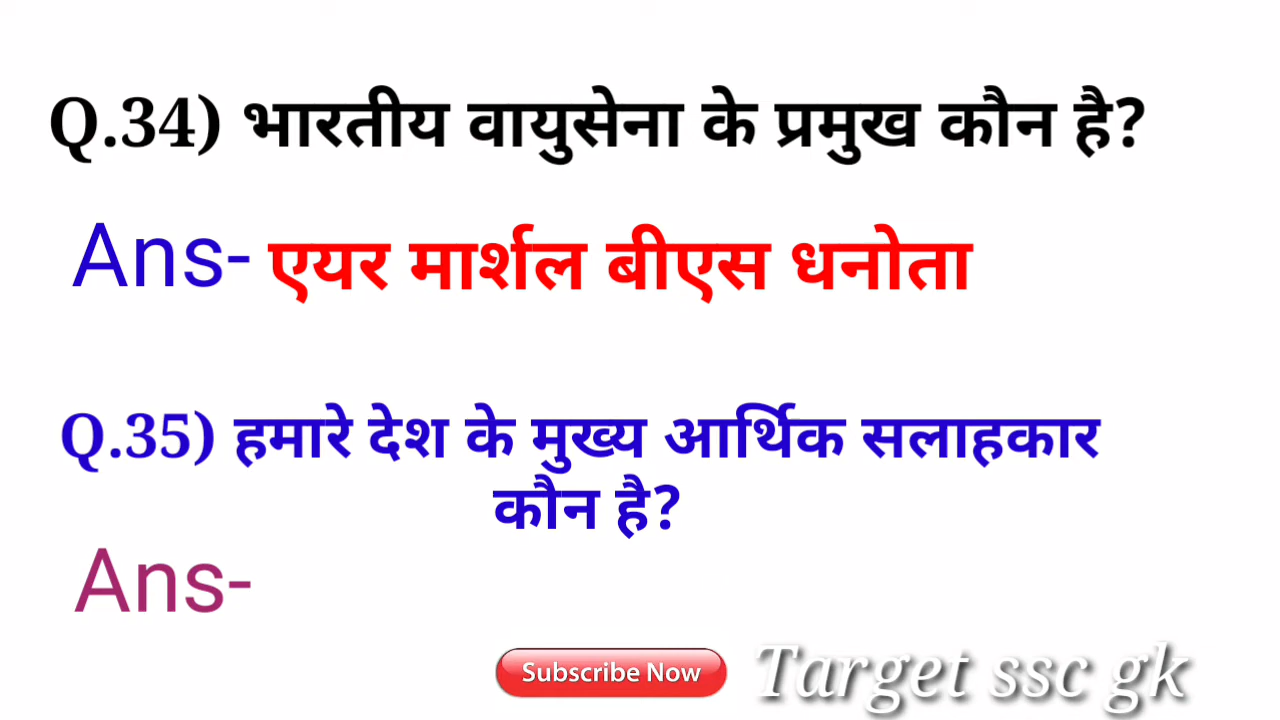 Q.34) भारतीय वायुसेना के प्रमुख कौन है?
Ans- एयर मार्शल बीएस धनोता
Q.35) हमारे देश के मुख्य आर्थिक सलाहकार
कौन है?
Ans-
Subscribe Now
Target ssc gk